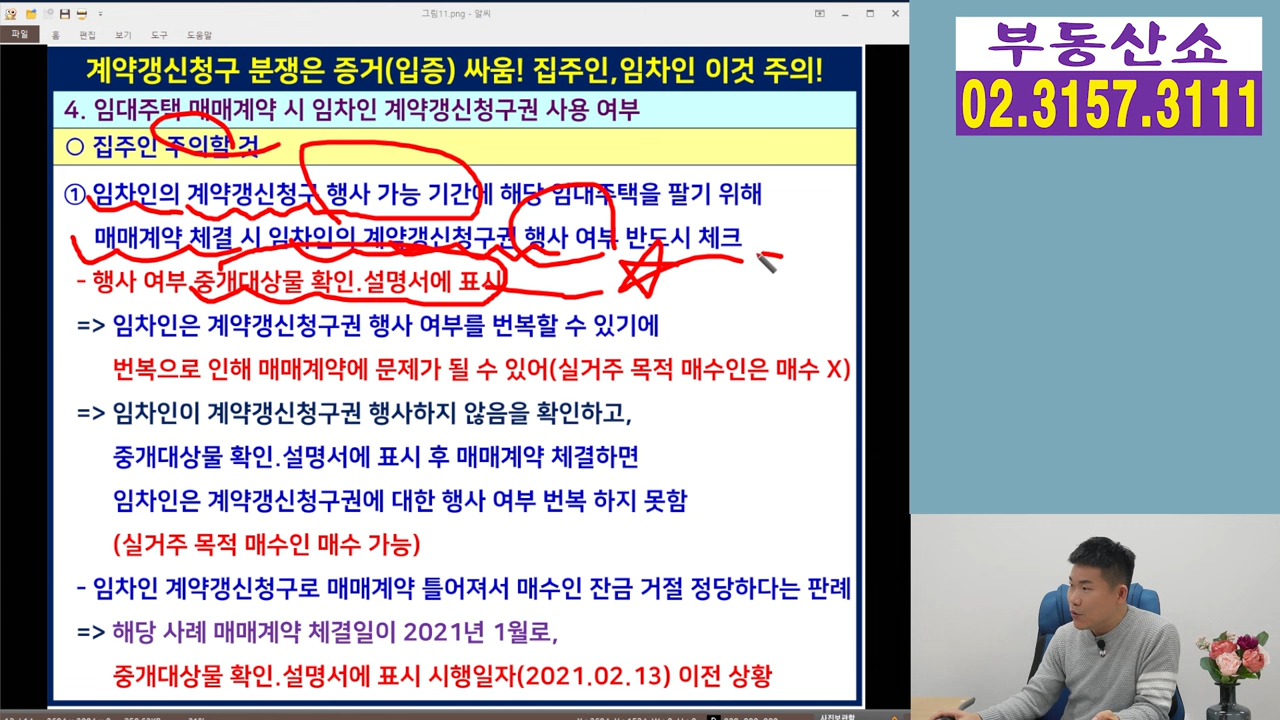 그림11.png - 알씨
파일 홈 편집 보기 도구 도움말
부동산쇼
02.3157.3111
계약갱신청구 분쟁은 증거(입증) 싸움! 집주인,임차인 이것 주의!
4. 임대주택 매매계약 시 임차인 계약갱신청구권 사용 여부
○ 집주인 주의할 것
① 임차인의 계약갱신청구 행사 가능 기간에 해당 임대주택을 팔기 위해
매매계약 체결 시 임차인의 계약갱신청구권 행사 여부 반드시 체크
- 행사 여부 중개대상물 확인.설명서에 표시
=> 임차인은 계약갱신청구권 행사 여부를 번복할 수 있기에
번복으로 인해 매매계약에 문제가 될 수 있어(실거주 목적 매수인은 매수 X)
=> 임차인이 계약갱신청구권 행사하지 않음을 확인하고,
중개대상물 확인.설명서에 표시 후 매매계약 체결하면
임차인은 계약갱신청구권에 대한 행사 여부 번복 하지 못함
(실거주 목적 매수인 매수 가능)
- 임차인 계약갱신청구로 매매계약 틀어져서 매수인 잔금 거절 정당하다는 판례
=> 해당 사례 매매계약 체결일이 2021년 1월로,
중개대상물 확인.설명서에 표시 시행일자(2021.02.13) 이전 상황